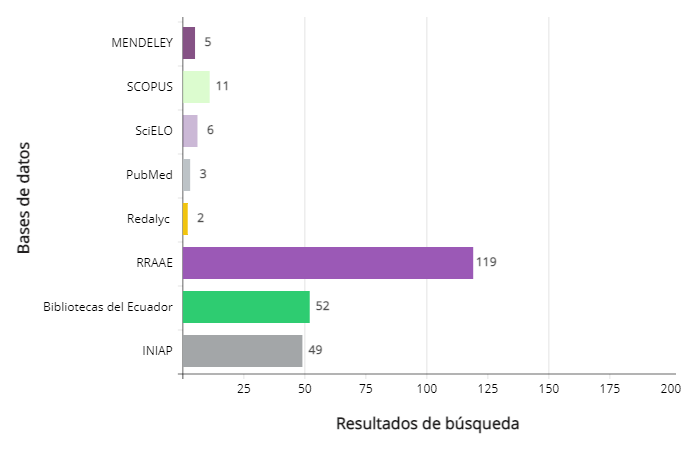 Bases de datos
MENDELEY 5
SCOPUS 11
SciELO 6
PubMed 3
Redalyc 2
RRAAE 119
Bibliotecas del Ecuador 52
INIAP 49
25 50 75 100 125 150 175 200
Resultados de búsqueda